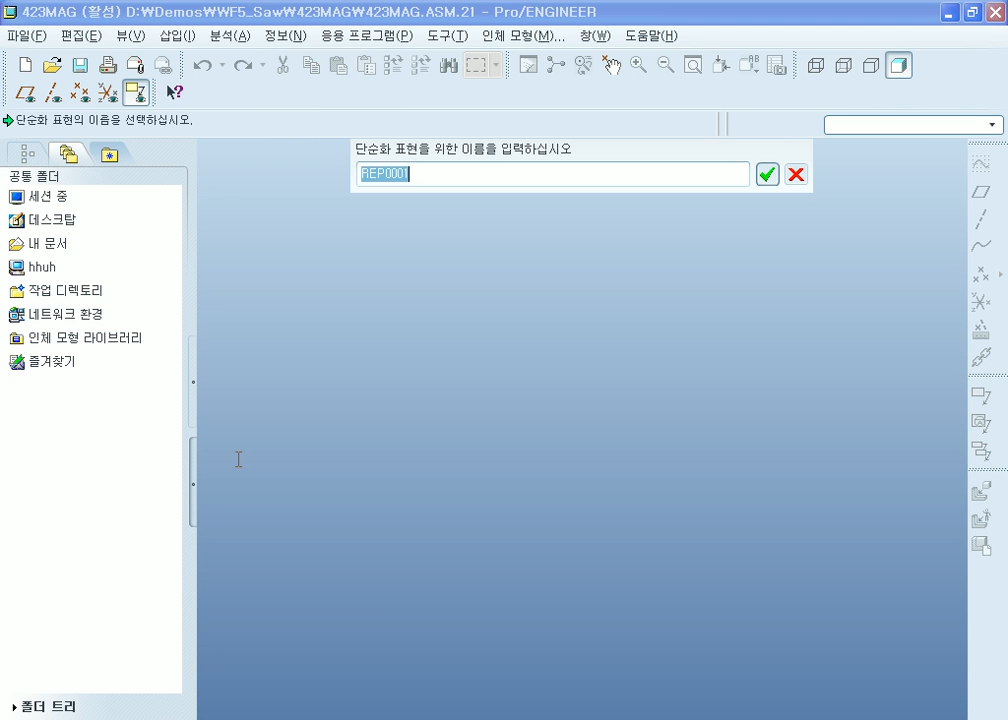 423MAG (활성) D:₩Demos₩WF5_Saw₩423MAG₩423MAG.ASM.21 - Pro/ENGINEER
파일(F) 편집(E) 뷰(V) 삽입(I) 분석(A) 정보(N) 응용 프로그램(P) 도구(T) 인체 모형(M)... 창(W) 도움말(H)
단순화 표현의 이름을 선택하십시오.
단순화 표현을 위한 이름을 입력하십시오
REP0001
공통 폴더
세션 중
데스크탑
내 문서
hhuh
작업 디렉토리
네트워크 환경
인체 모형 라이브러리
즐겨찾기
폴더 트리